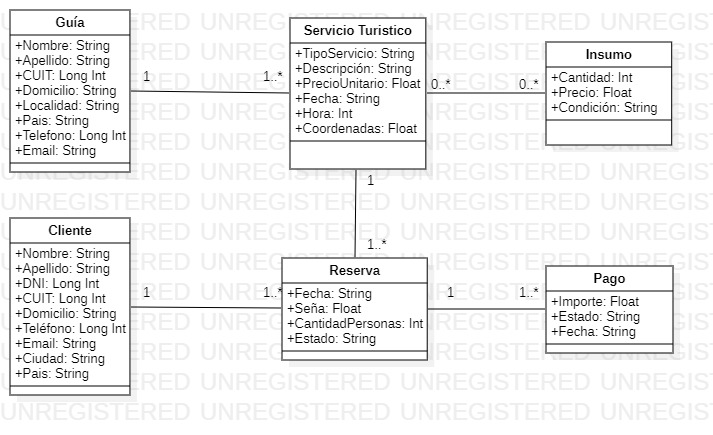 Guía
+Nombre: String
+Apellido: String
+CUIT: Long Int
+Domicilio: String
+Localidad: String
+Pais: String
+Telefono: Long Int
+Email: String
1
1..*
Servicio Turistico
+TipoServicio: String
+Descripción: String
+PrecioUnitario: Float
+Fecha: String
+Hora: Int
+Coordenadas: Float
0..*
0..*
Insumo
+Cantidad: Int
+Precio: Float
+Condición: String
1
1..*
Cliente
+Nombre: String
+Apellido: String
+DNI: Long Int
+CUIT: Long Int
+Domicilio: String
+Teléfono: Long Int
+Email: String
+Ciudad: String
+Pais: String
1
1..*
Reserva
+Fecha: String
+Seña: Float
+CantidadPersonas: Int
+Estado: String
1
1..*
Pago
+Importe: Float
+Estado: String
+Fecha: String
UNREGISTERED UNREGISTERED UNREGISTERED UNREGIS